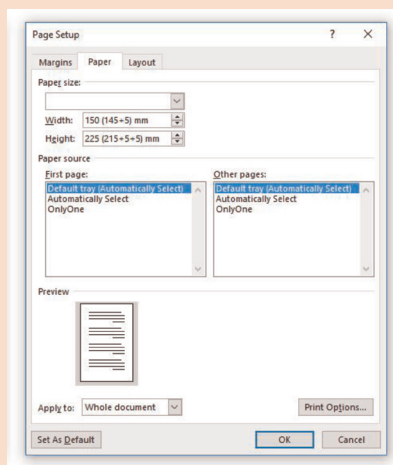 Page Setup ? ×
Margins Paper Layout
Paper size:
Width: 150 (145+5) mm
Height: 225 (215+5+5) mm
Paper source
First page: Other pages:
Default tray (Automatically Select) Default tray (Automatically Select)
Automatically Select Automatically Select
OnlyOne OnlyOne
Preview
Apply to: Whole document Print Options...
Set As Default OK Cancel